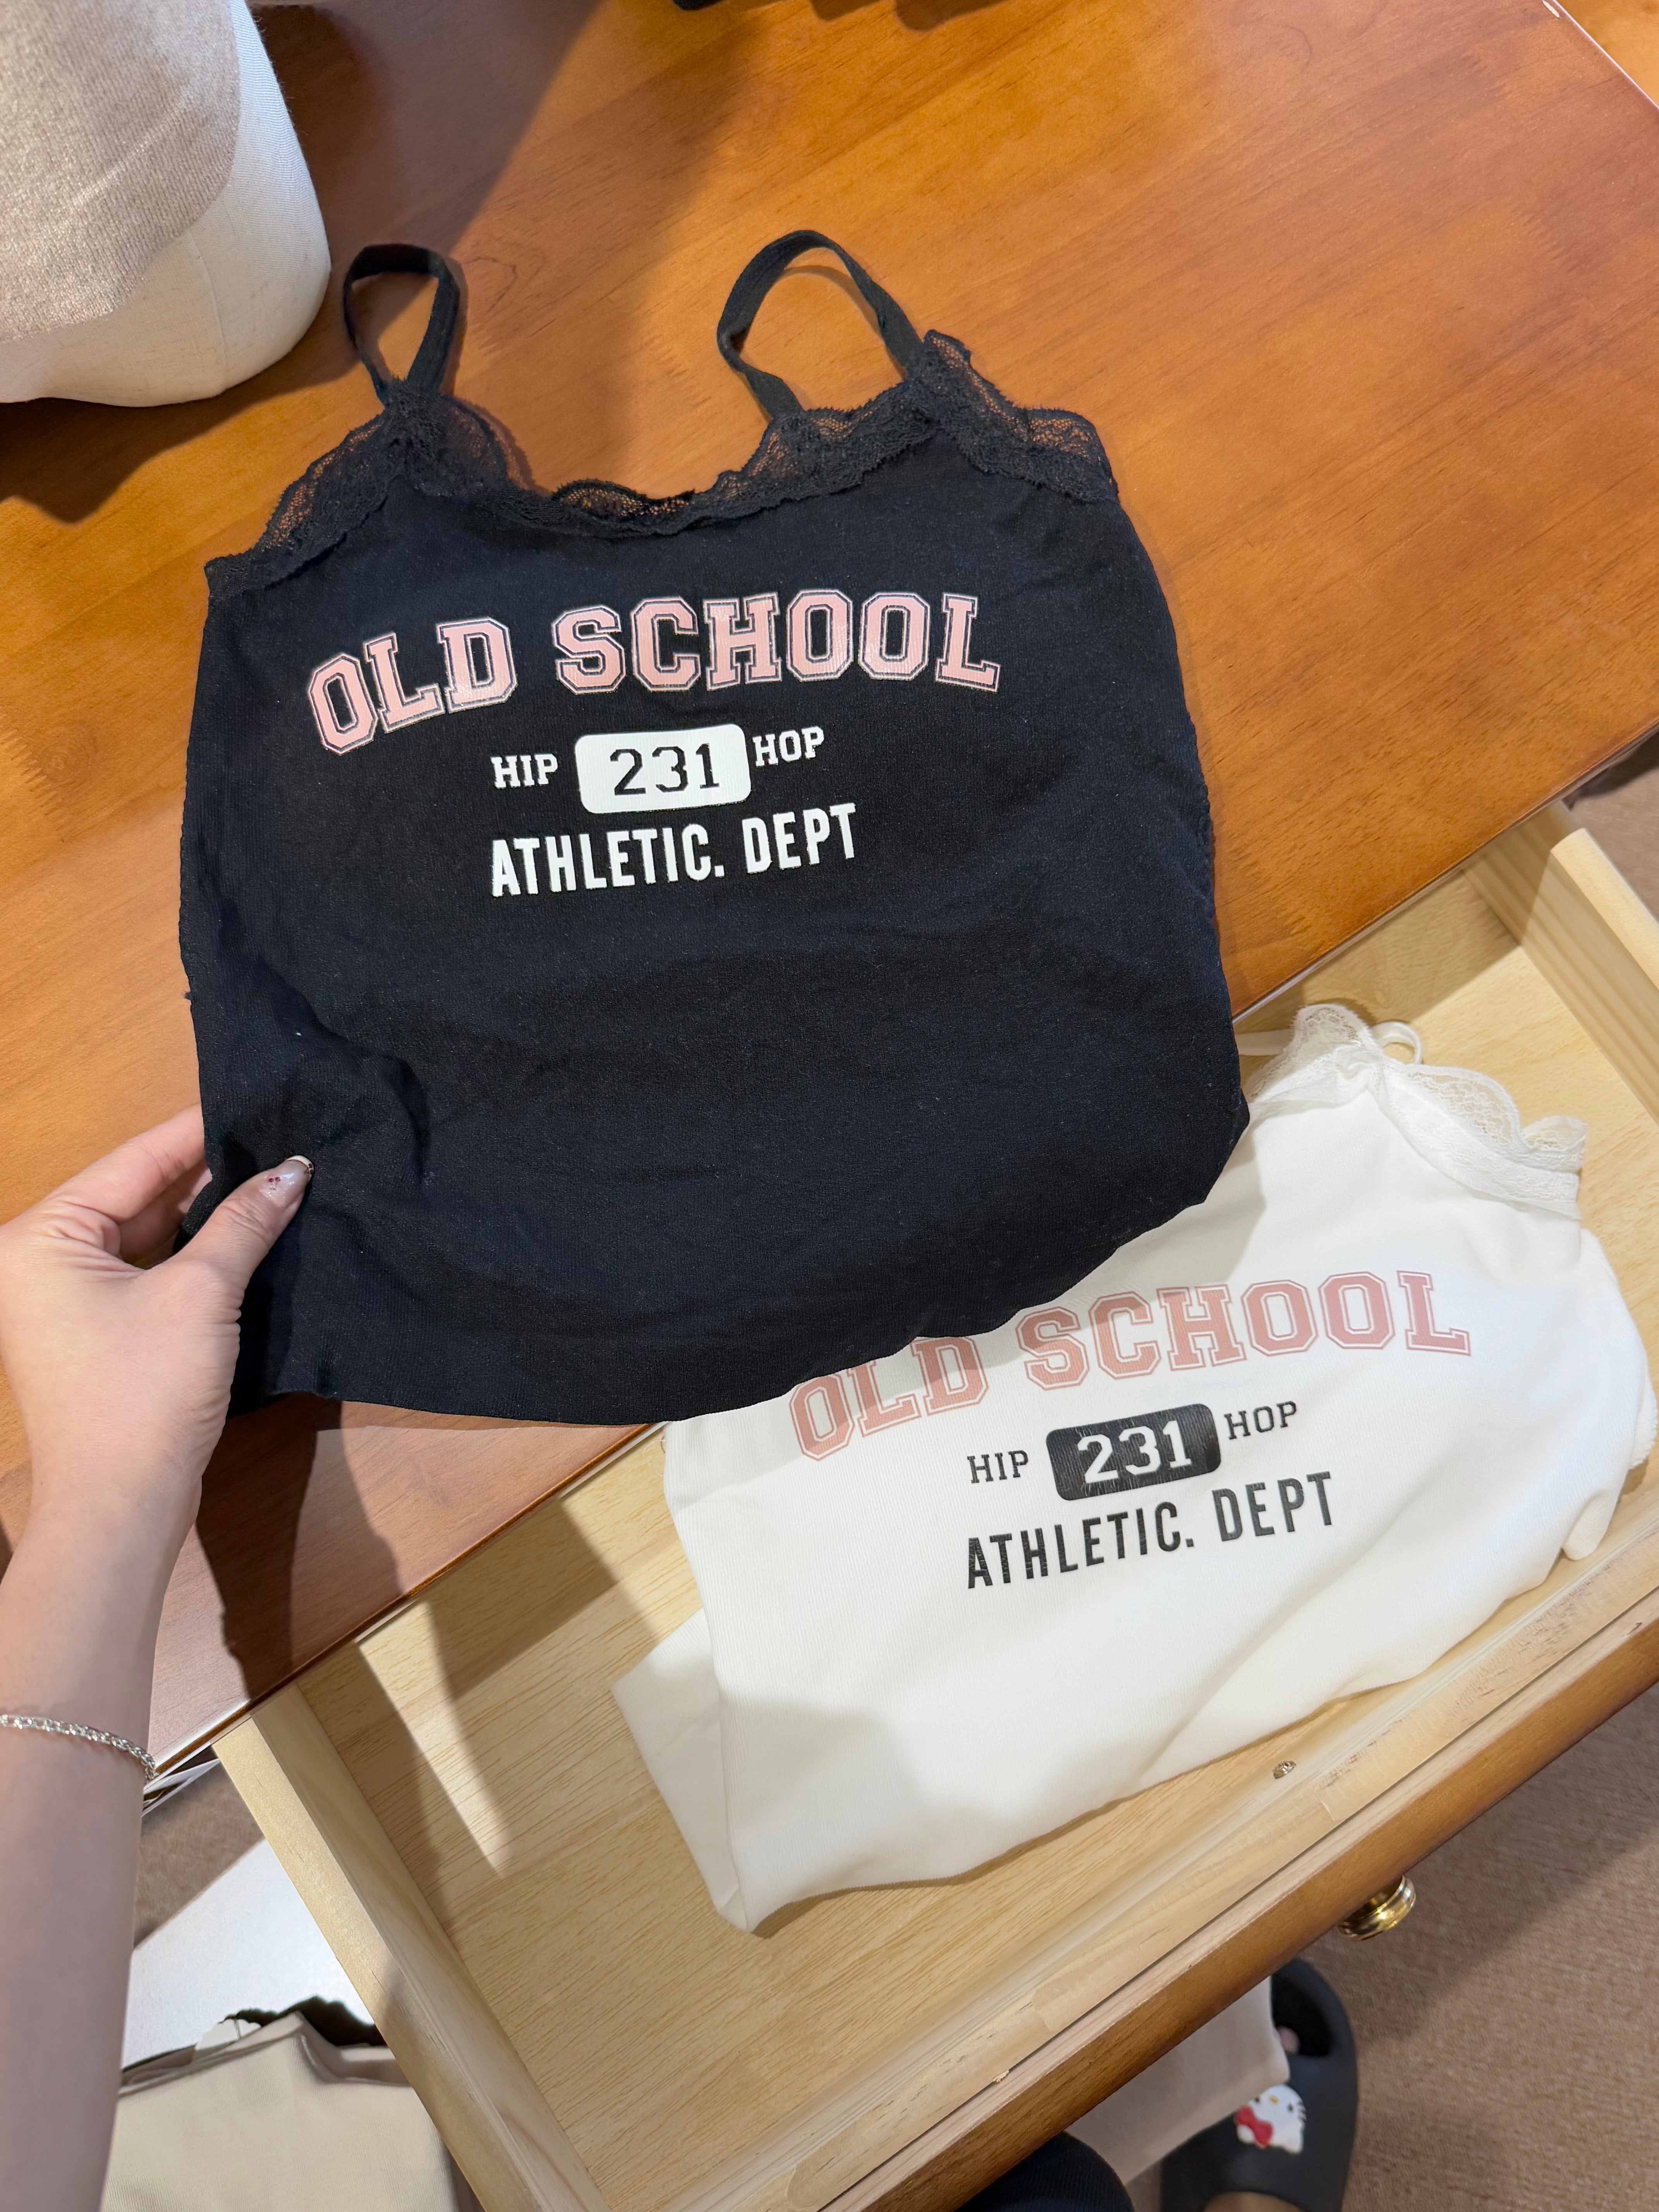 OLD SCHOOL
HIP 231 HOP
ATHLETIC. DEPT
OLD SCHOOL
HIP 231 HOP
ATHLETIC. DEPT